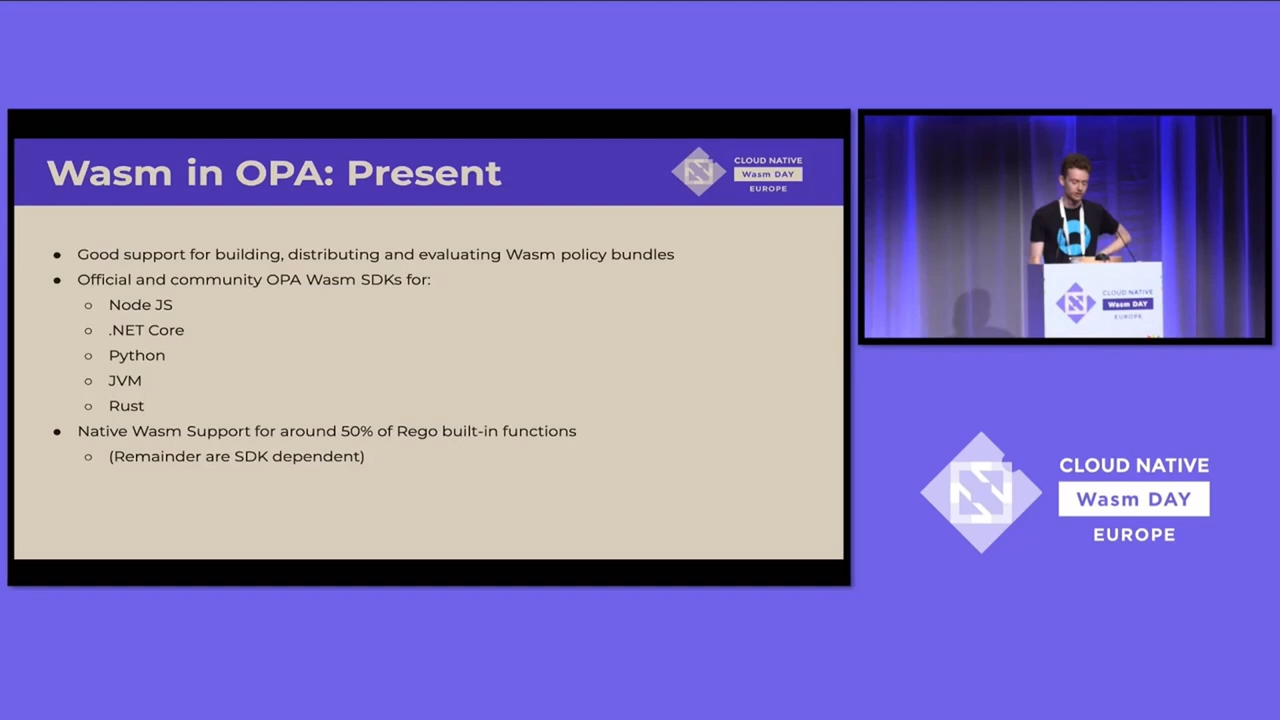 Wasm in OPA: Present
CLOUD NATIVE
Wasm DAY
EUROPE
● Good support for building, distributing and evaluating Wasm policy bundles
● Official and community OPA Wasm SDKs for:
○ Node JS
○ .NET Core
○ Python
○ JVM
○ Rust
● Native Wasm Support for around 50% of Rego built-in functions
○ (Remainder are SDK dependent)
CLOUD NATIVE
Wasm DAY
EUROPE
CLOUD NATIVE
Wasm DAY
EUROPE